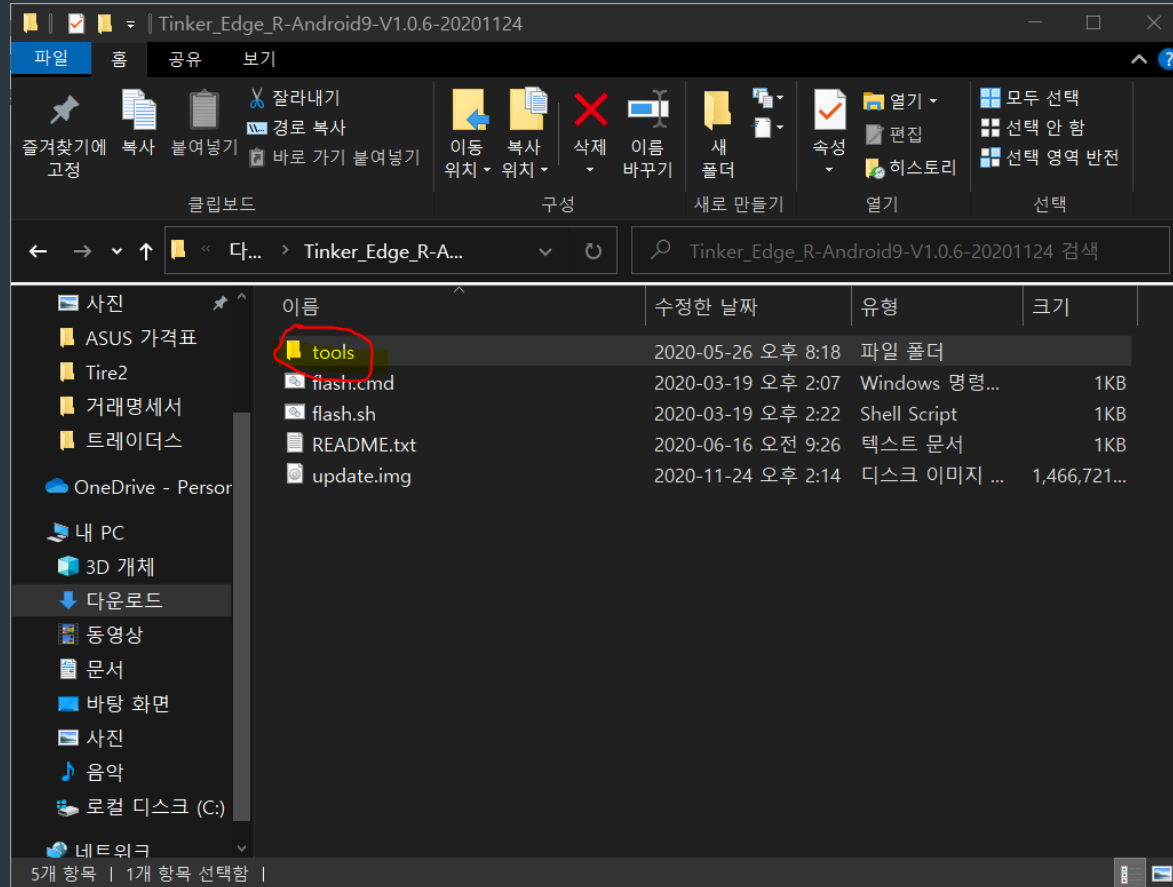 Tinker_Edge_R-Android9-V1.0.6-20201124
파일 홈 공유 보기
즐겨찾기에 고정
복사
붙여넣기
잘라내기
경로 복사
바로 가기 붙여넣기
클립보드
이동 위치
복사 위치
삭제
이름 바꾸기
구성
새 폴더
새로 만들기
속성
열기
편집
히스토리
열기
모두 선택
선택 안 함
선택 영역 반전
선택
« 다... > Tinker_Edge_R-A...
Tinker_Edge_R-Android9-V1.0.6-20201124 검색
사진
ASUS 가격표
Tire2
거래명세서
트레이더스
OneDrive - Person
내 PC
3D 개체
다운로드
동영상
문서
바탕 화면
사진
음악
로컬 디스크 (C:)
네트워크
이름 수정한 날짜 유형 크기
tools 2020-05-26 오후 8:18 파일 폴더
flash.cmd 2020-03-19 오후 2:07 Windows 명령... 1KB
flash.sh 2020-03-19 오후 2:22 Shell Script 1KB
README.txt 2020-06-16 오전 9:26 텍스트 문서 1KB
update.img 2020-11-24 오후 2:14 디스크 이미지 ... 1,466,721...
5개 항목 | 1개 항목 선택함 |